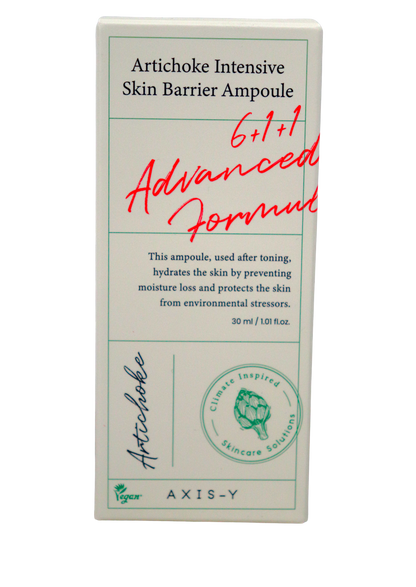 Artichoke Intensive
Skin Barrier Ampoule
6+1+1
Advanced
Formul
This ampoule, used after toning,
hydrates the skin by preventing
moisture loss and protects the skin
from environmental stressors.
30 ml / 1.01 fl.oz.
Artichoke
Climate Inspired
Skincare Solutions
Vegan
AXIS-Y